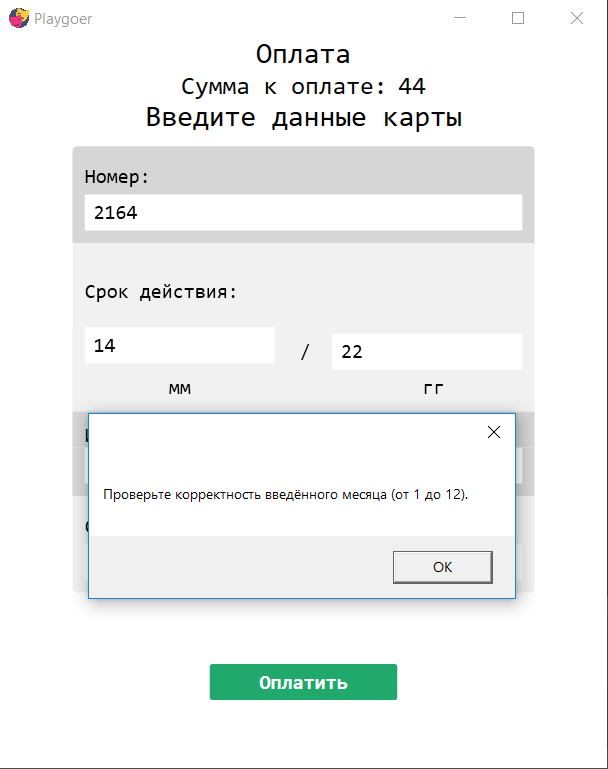 Playgoer
Оплата
Сумма к оплате: 44
Введите данные карты
Номер:
2164
Срок действия:
14 / 22
мм гг
Проверьте корректность введённого месяца (от 1 до 12).
ОК
Оплатить